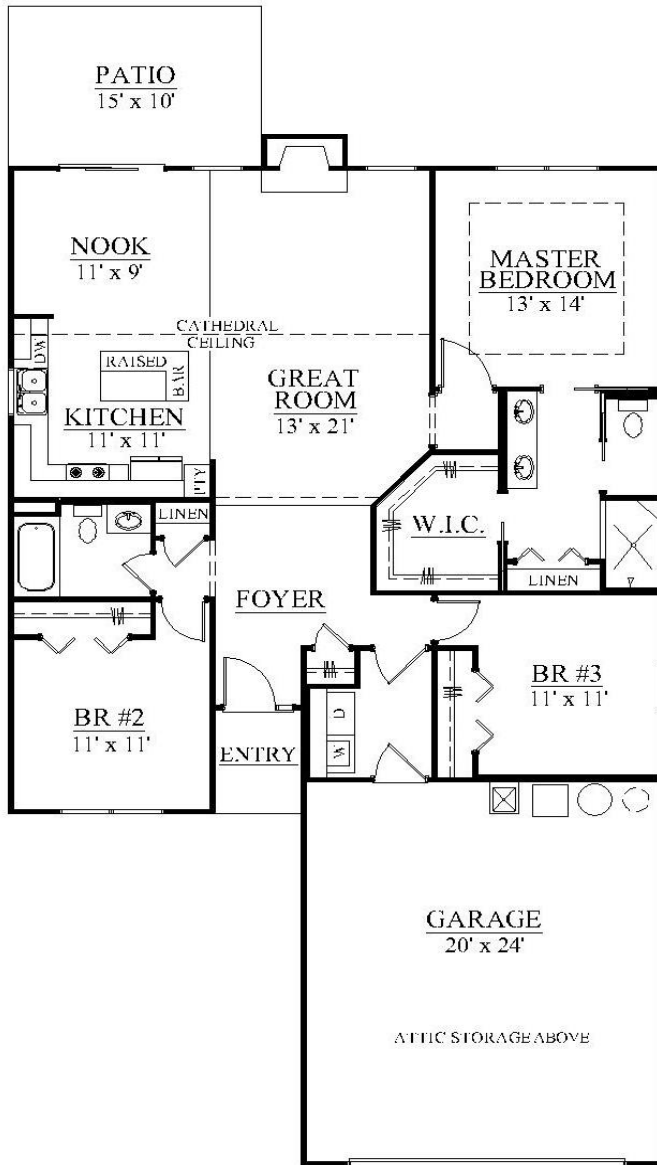 PATIO
15' x 10'
NOOK
11' x 9'
MASTER
BEDROOM
13' x 14'
CATHEDRAL
CEILING
DW
RAISED
BAR
GREAT
ROOM
13' x 21'
KITCHEN
11' x 11'
PTY
LINEN
W.I.C.
LINEN
FOYER
BR #3
11' x 11'
BR #2
11' x 11'
D
W
ENTRY
GARAGE
20' x 24'
ATTIC STORAGE ABOVE